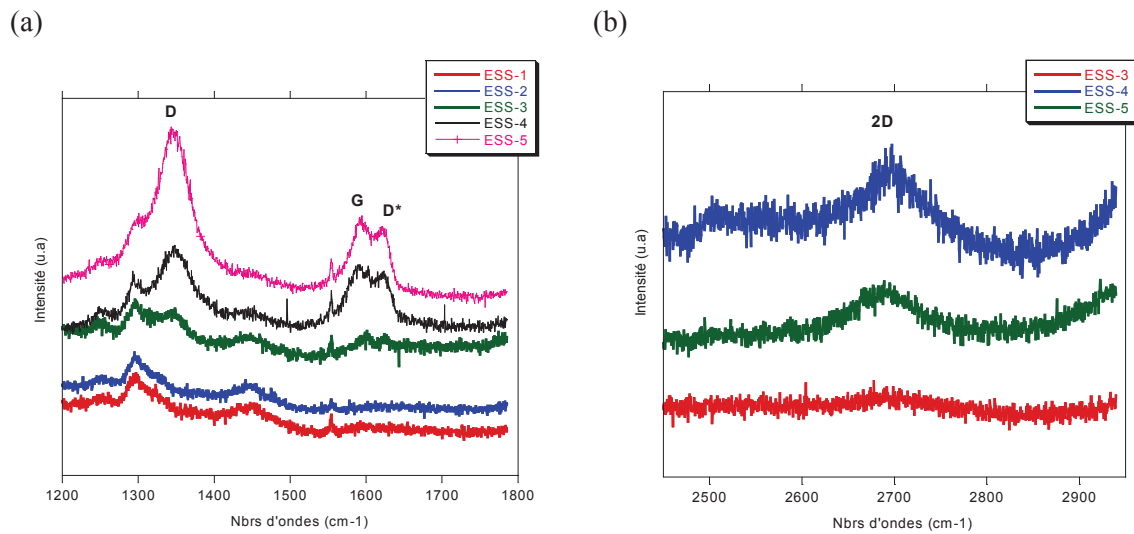 (a)
ESS-1
ESS-2
ESS-3
ESS-4
ESS-5
D
G
D*
Intensité (u.a)
1200 1300 1400 1500 1600 1700 1800
Nbrs d'ondes (cm-1)
(b)
ESS-3
ESS-4
ESS-5
2D
Intensité (u.a)
2500 2600 2700 2800 2900
Nbrs d'ondes (cm-1)